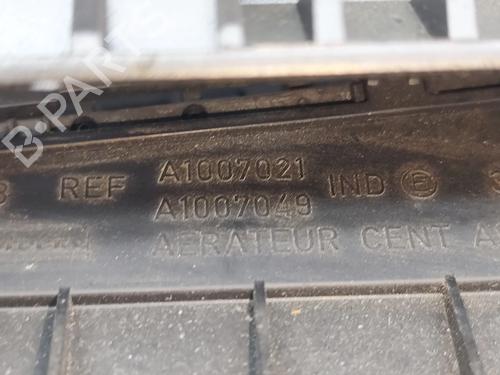 REF A1007021 IND
A1007049
AERATEUR CENT A
B-PARTS